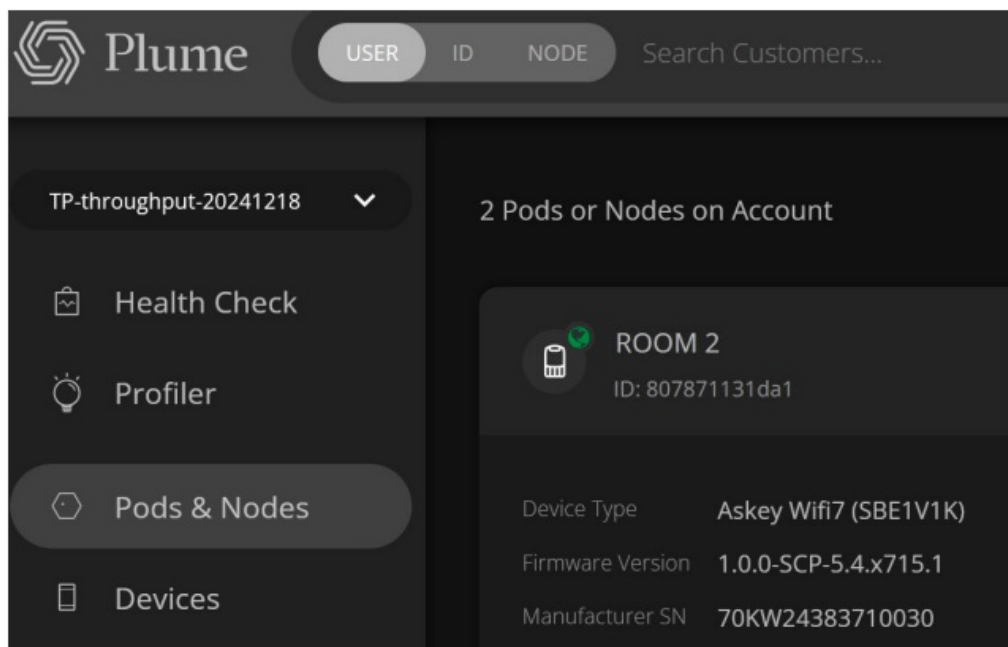 Plume
USER ID NODE Search Customers...
TP-throughput-20241218
2 Pods or Nodes on Account
Health Check
Profiler
Pods & Nodes
Devices
ROOM 2
ID: 807871131da1
Device Type Askey Wifi7 (SBE1V1K)
Firmware Version 1.0.0-SCP-5.4.x715.1
Manufacturer SN 70KW24383710030